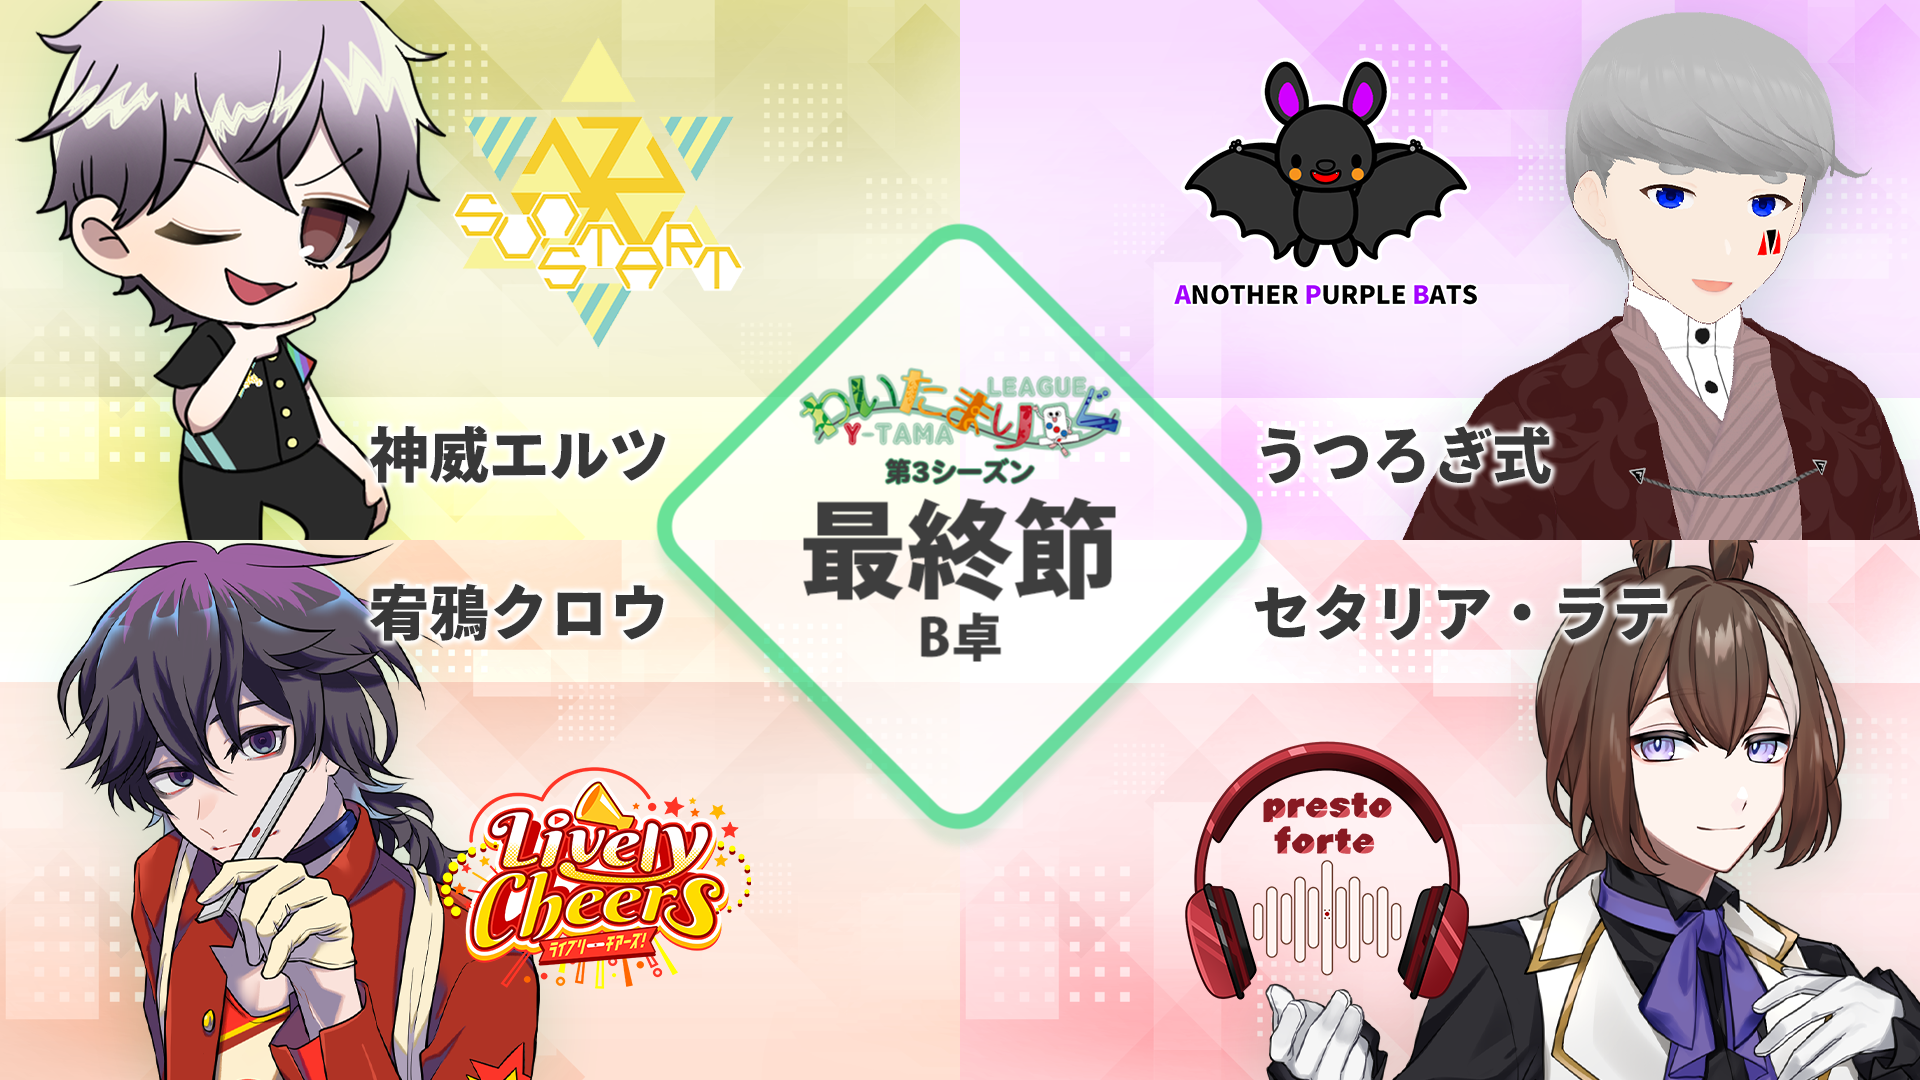 AZ
SUNSTART
神威エルツ
ANOTHER PURPLE BATS
うつろぎ式
わいたまりーぐ
LEAGUE
Y-TAMA
第3シーズン
最終節
B卓
宥鴉クロウ
Lively
Cheers
ライブリーチアーズ!
セタリア・ラテ
presto
forte